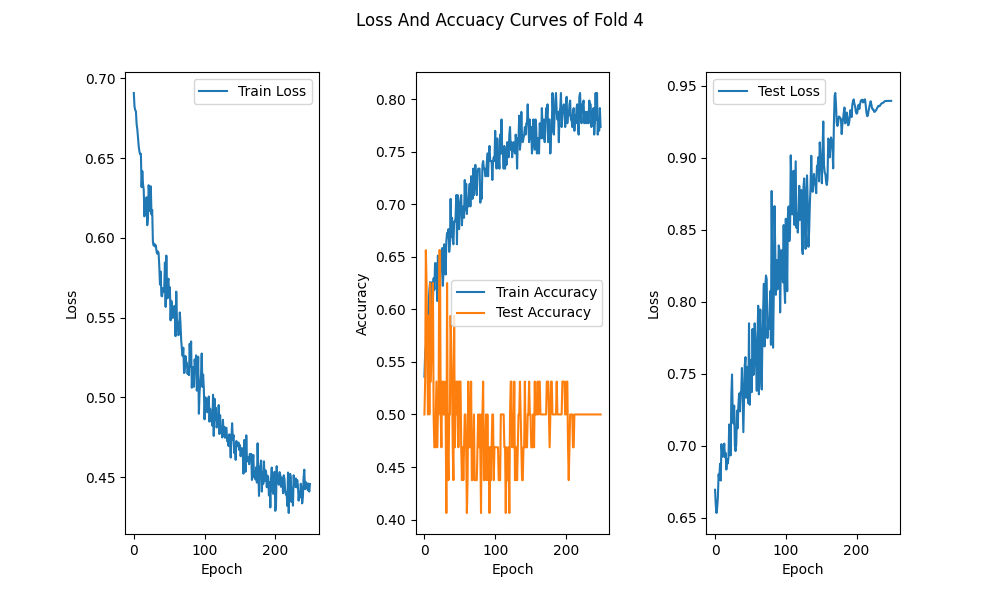 Loss And Accuacy Curves of Fold 4
Train Loss
0.70
0.65
0.60
0.55
0.50
0.45
Loss
0 100 200
Epoch
0.80
0.75
0.70
0.65
0.60
0.55
0.50
0.45
0.40
Accuracy
Train Accuracy
Test Accuracy
0 100 200
Epoch
Test Loss
0.95
0.90
0.85
0.80
0.75
0.70
0.65
Loss
0 100 200
Epoch